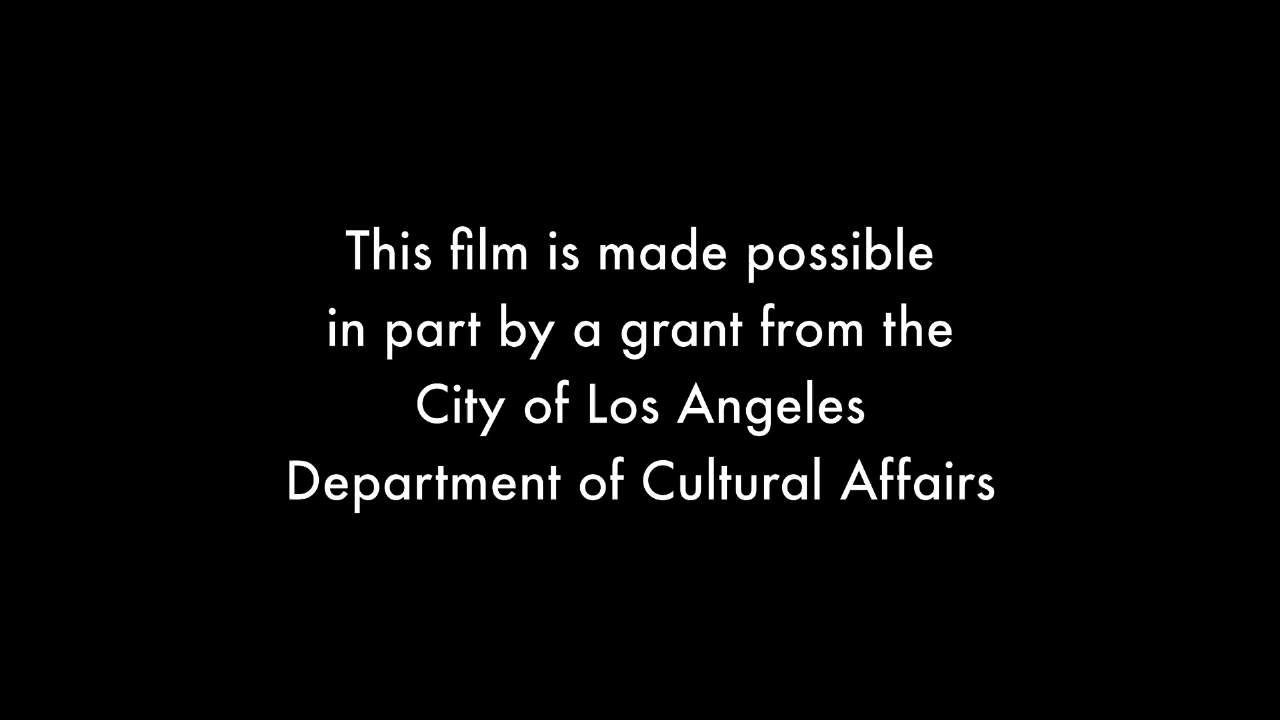 This film is made possible
in part by a grant from the
City of Los Angeles
Department of Cultural Affairs